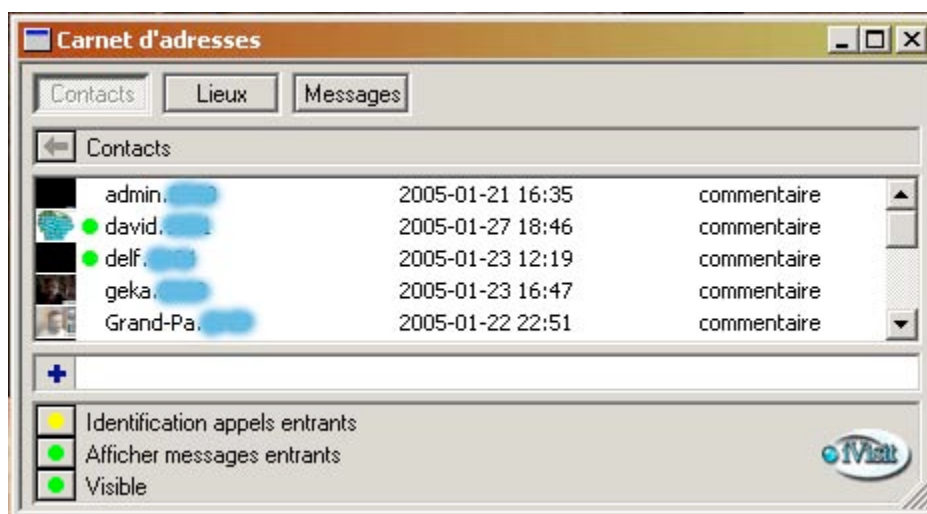 Carnet d'adresses
Contacts Lieux Messages
Contacts
admin. 2005-01-21 16:35 commentaire
david. 2005-01-27 18:46 commentaire
delf. 2005-01-23 12:19 commentaire
geka. 2005-01-23 16:47 commentaire
Grand-Pa. 2005-01-22 22:51 commentaire
Identification appels entrants
Afficher messages entrants
iVisit
Visible